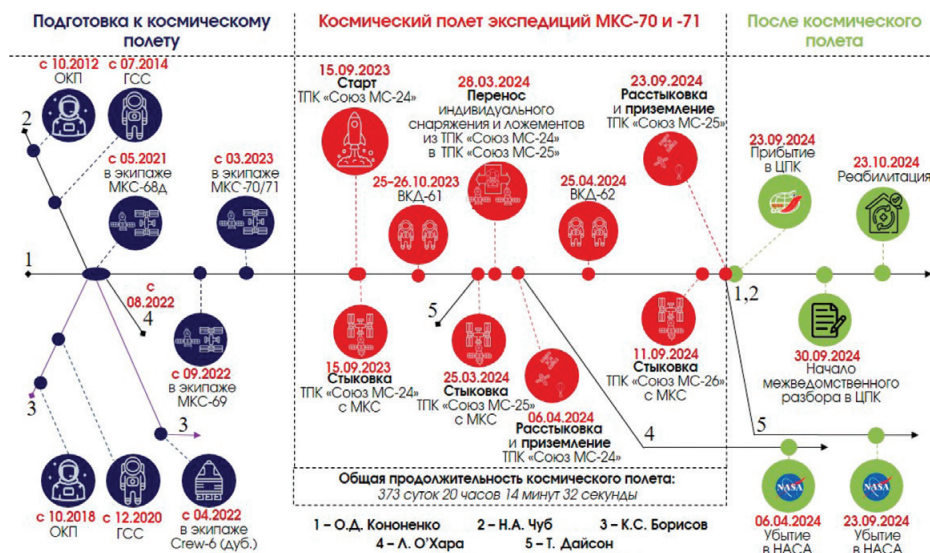 Подготовка к космическому
полету
Космический полет экспедиций МКС-70 и -71
После космического
полета
с 10.2012
ОКП
с 07.2014
ГСС
2
с 05.2021
в экипаже
МКС-68д
с 03.2023
в экипаже
МКС-70/71
15.09.2023
Старт
ТПК «Союз МС-24»
25–26.10.2023
ВКД-61
28.03.2024
Перенос
индивидуального
снаряжения и ложементов
из ТПК «Союз МС-24»
в ТПК «Союз МС-25»
25.04.2024
ВКД-62
23.09.2024
Расстыковка
и приземление
ТПК «Союз МС-25»
23.09.2024
Прибытие
в ЦПК
23.10.2024
Реабилитация
1
с
08.2022
4
3
с 09.2022
в экипаже
МКС-69
3
15.09.2023
Стыковка
ТПК «Союз МС-24»
с МКС
5
25.03.2024
Стыковка
ТПК «Союз МС-25»
с МКС
06.04.2024
Расстыковка
и приземление
ТПК «Союз МС-24»
11.09.2024
Стыковка
ТПК «Союз МС-26»
с МКС
1,2
30.09.2024
Начало
межведомственного
разбора в ЦПК
4
5
с 10.2018
ОКП
с 12.2020
ГСС
с 04.2022
в экипаже
Crew-6 (дуб.)
Общая продолжительность космического полета:
373 суток 20 часов 14 минут 32 секунды
NASA
06.04.2024
Убытие
в НАСА
NASA
23.09.2024
Убытие
в НАСА
1 – О.Д. Кононенко 2 – Н.А. Чуб 3 – К.С. Борисов
4 – Л. О'Хара 5 – Т. Дайсон